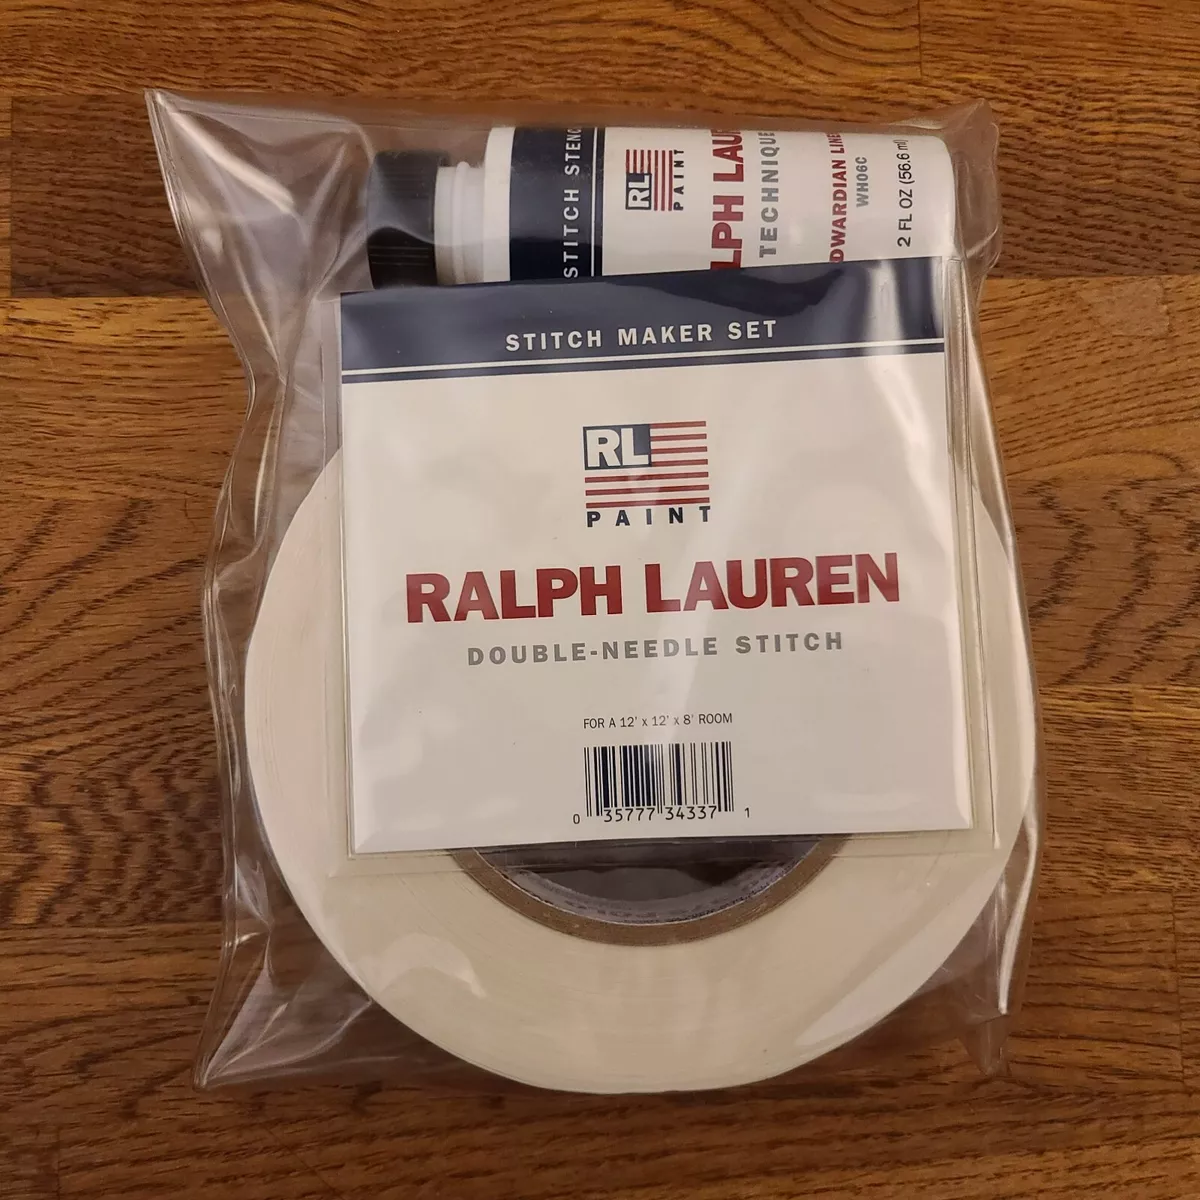 STITCH STENC
RL
PAINT
LPH LAUR
TECHNIQUE
DWARDIAN LINE
WH06C
2 FL OZ (56.6 ml)
STITCH MAKER SET
RL
PAINT
RALPH LAUREN
DOUBLE-NEEDLE STITCH
FOR A 12' x 12' x 8' ROOM
0 35777 34337 1